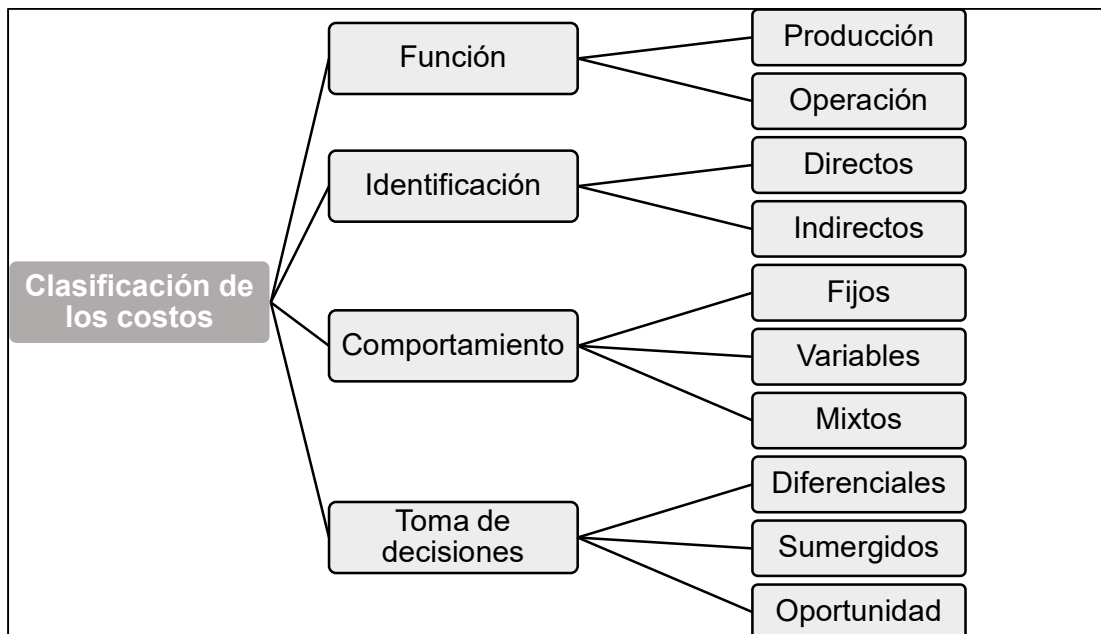 Clasificación de
los costos
Función
Producción
Operación
Identificación
Directos
Indirectos
Comportamiento
Fijos
Variables
Mixtos
Toma de
decisiones
Diferenciales
Sumergidos
Oportunidad